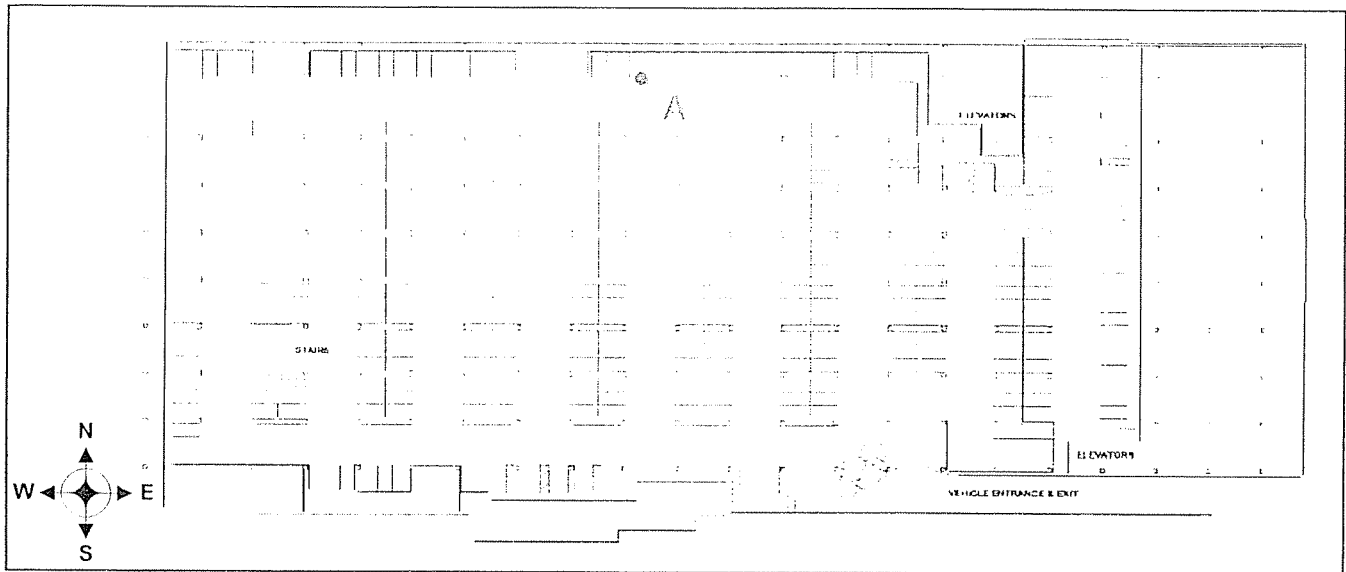 A
ELEVATORS
STAIRS
N
W
E
S
ELEVATORS
VEHICLE ENTRANCE & EXIT